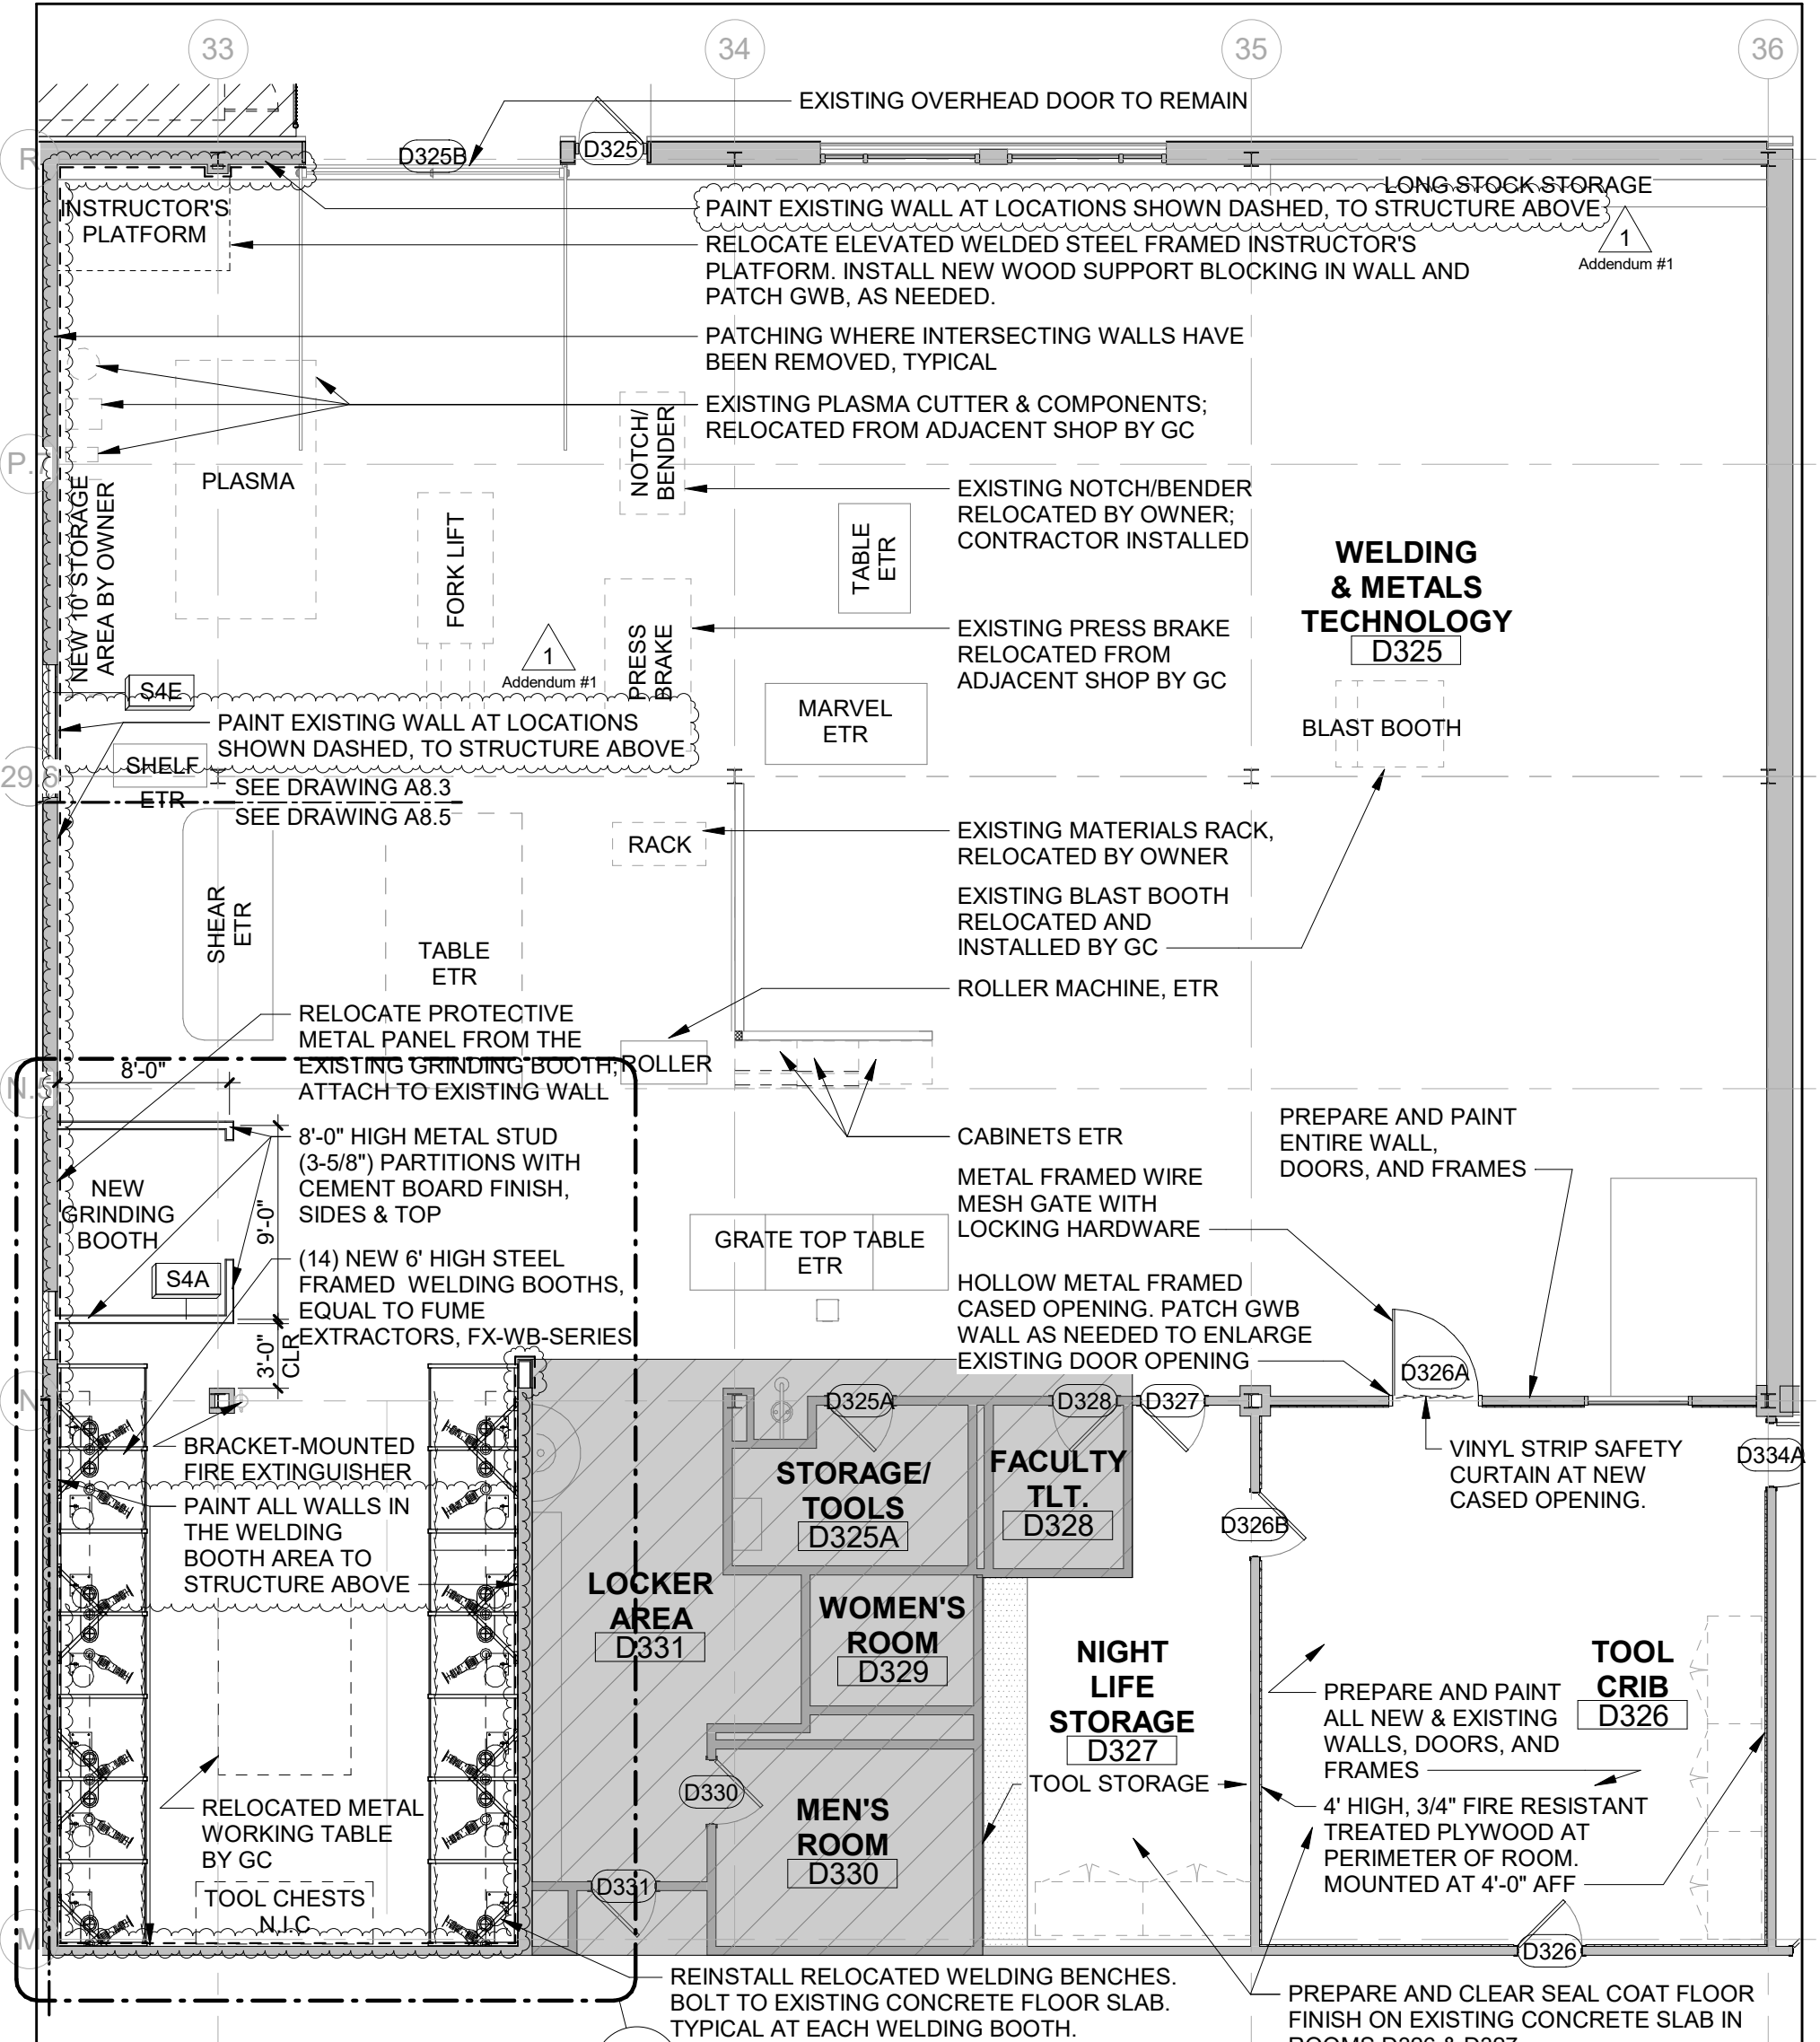 33
34
35
36
EXISTING OVERHEAD DOOR TO REMAIN
R
D325B
D325
LONG STOCK STORAGE
PAINT EXISTING WALL AT LOCATIONS SHOWN DASHED, TO STRUCTURE ABOVE
1
Addendum #1
INSTRUCTOR'S
PLATFORM
RELOCATE ELEVATED WELDED STEEL FRAMED INSTRUCTOR'S
PLATFORM. INSTALL NEW WOOD SUPPORT BLOCKING IN WALL AND
PATCH GWB, AS NEEDED.
PATCHING WHERE INTERSECTING WALLS HAVE
BEEN REMOVED, TYPICAL
EXISTING PLASMA CUTTER & COMPONENTS;
RELOCATED FROM ADJACENT SHOP BY GC
P.7
PLASMA
NOTCH/
BENDER
NEW 10' STORAGE
AREA BY OWNER
FORK LIFT
TABLE
ETR
EXISTING NOTCH/BENDER
RELOCATED BY OWNER;
CONTRACTOR INSTALLED
WELDING
& METALS
TECHNOLOGY
D325
PRESS
BRAKE
EXISTING PRESS BRAKE
RELOCATED FROM
ADJACENT SHOP BY GC
1
Addendum #1
S4E
PAINT EXISTING WALL AT LOCATIONS
SHOWN DASHED, TO STRUCTURE ABOVE
MARVEL
ETR
BLAST BOOTH
29.6
SHELF
ETR
SEE DRAWING A8.3
SEE DRAWING A8.5
RACK
EXISTING MATERIALS RACK,
RELOCATED BY OWNER
SHEAR
ETR
TABLE
ETR
EXISTING BLAST BOOTH
RELOCATED AND
INSTALLED BY GC
ROLLER MACHINE, ETR
RELOCATE PROTECTIVE
METAL PANEL FROM THE
EXISTING GRINDING BOOTH;
ATTACH TO EXISTING WALL
ROLLER
N.5
8'-0"
8'-0" HIGH METAL STUD
(3-5/8") PARTITIONS WITH
CEMENT BOARD FINISH,
SIDES & TOP
CABINETS ETR
PREPARE AND PAINT
ENTIRE WALL,
DOORS, AND FRAMES
NEW
GRINDING
BOOTH
9'-0"
METAL FRAMED WIRE
MESH GATE WITH
LOCKING HARDWARE
GRATE TOP TABLE
ETR
S4A
(14) NEW 6' HIGH STEEL
FRAMED WELDING BOOTHS,
EQUAL TO FUME
EXTRACTORS, FX-WB-SERIES
3'-0"
CLR
HOLLOW METAL FRAMED
CASED OPENING. PATCH GWB
WALL AS NEEDED TO ENLARGE
EXISTING DOOR OPENING
N
D326A
D325A
D328
D327
BRACKET-MOUNTED
FIRE EXTINGUISHER
VINYL STRIP SAFETY
CURTAIN AT NEW
CASED OPENING.
D334A
STORAGE/
TOOLS
D325A
FACULTY
TLT.
D328
D326B
PAINT ALL WALLS IN
THE WELDING
BOOTH AREA TO
STRUCTURE ABOVE
LOCKER
AREA
D331
WOMEN'S
ROOM
D329
NIGHT
LIFE
STORAGE
D327
TOOL
CRIB
D326
PREPARE AND PAINT
ALL NEW & EXISTING
WALLS, DOORS, AND
FRAMES
TOOL STORAGE
D330
MEN'S
ROOM
D330
4' HIGH, 3/4" FIRE RESISTANT
TREATED PLYWOOD AT
PERIMETER OF ROOM.
MOUNTED AT 4'-0" AFF
RELOCATED METAL
WORKING TABLE
BY GC
TOOL CHESTS
N.I.C
D331
M
D326
REINSTALL RELOCATED WELDING BENCHES.
BOLT TO EXISTING CONCRETE FLOOR SLAB.
TYPICAL AT EACH WELDING BOOTH.
PREPARE AND CLEAR SEAL COAT FLOOR
FINISH ON EXISTING CONCRETE SLAB IN
ROOMS D326 & D327